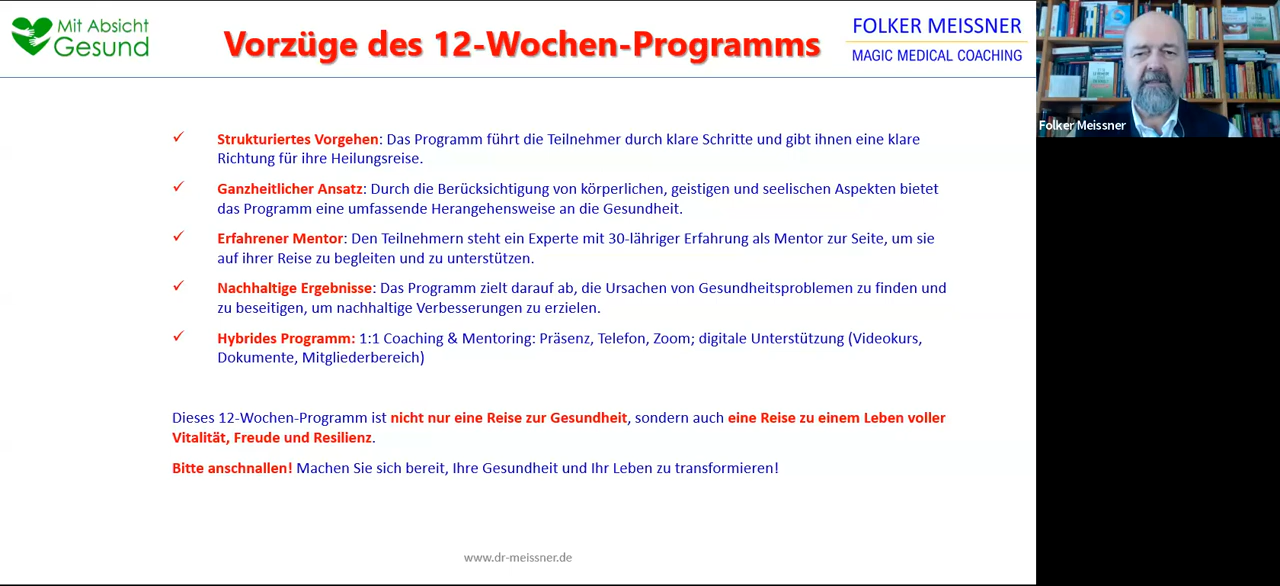 Mit Absicht
Gesund
Vorzüge des 12-Wochen-Programms
FOLKER MEISSNER
MAGIC MEDICAL COACHING
Folker Meissner
✓ Strukturiertes Vorgehen: Das Programm führt die Teilnehmer durch klare Schritte und gibt ihnen eine klare
Richtung für ihre Heilungsreise.
✓ Ganzheitlicher Ansatz: Durch die Berücksichtigung von körperlichen, geistigen und seelischen Aspekten bietet
das Programm eine umfassende Herangehensweise an die Gesundheit.
✓ Erfahrener Mentor: Den Teilnehmern steht ein Experte mit 30-lähriger Erfahrung als Mentor zur Seite, um sie
auf ihrer Reise zu begleiten und zu unterstützen.
✓ Nachhaltige Ergebnisse: Das Programm zielt darauf ab, die Ursachen von Gesundheitsproblemen zu finden und
zu beseitigen, um nachhaltige Verbesserungen zu erzielen.
✓ Hybrides Programm: 1:1 Coaching & Mentoring: Präsenz, Telefon, Zoom; digitale Unterstützung (Videokurs,
Dokumente, Mitgliederbereich)
Dieses 12-Wochen-Programm ist nicht nur eine Reise zur Gesundheit, sondern auch eine Reise zu einem Leben voller
Vitalität, Freude und Resilienz.
Bitte anschnallen! Machen Sie sich bereit, Ihre Gesundheit und Ihr Leben zu transformieren!
www.dr-meissner.de